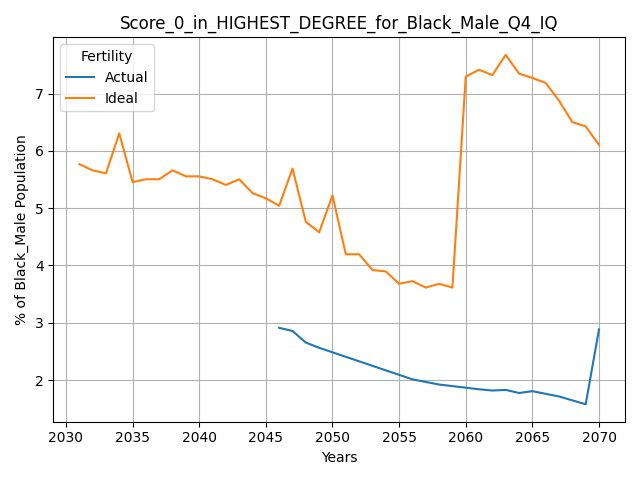 Score_0_in_HIGHEST_DEGREE_for_Black_Male_Q4_IQ
Fertility
Actual
Ideal
% of Black_Male Population
7
6
5
4
3
2
2030 2035 2040 2045 2050 2055 2060 2065 2070
Years